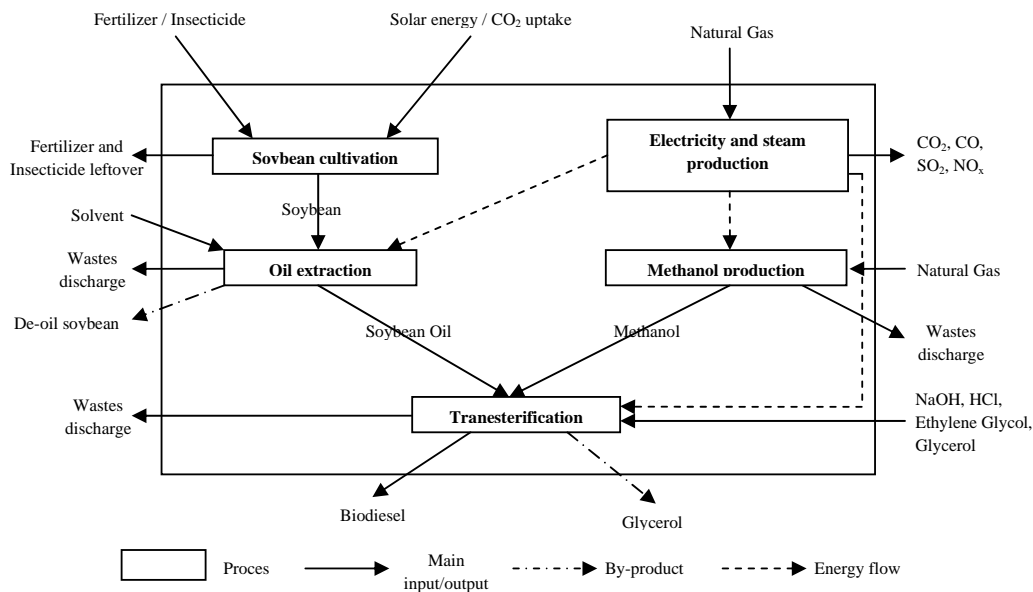 Fertilizer / Insecticide
Solar energy / CO₂ uptake
Natural Gas
Fertilizer and
Insecticide leftover
Sovbean cultivation
Electricity and steam
production
CO₂, CO,
SO₂, NOₓ
Solvent
Soybean
Wastes
discharge
Oil extraction
Methanol production
Natural Gas
De-oil soybean
Soybean Oil
Methanol
Wastes
discharge
Wastes
discharge
Tranesterification
NaOH, HCl,
Ethylene Glycol,
Glycerol
Biodiesel
Glycerol
Proces
Main
input/output
By-product
Energy flow